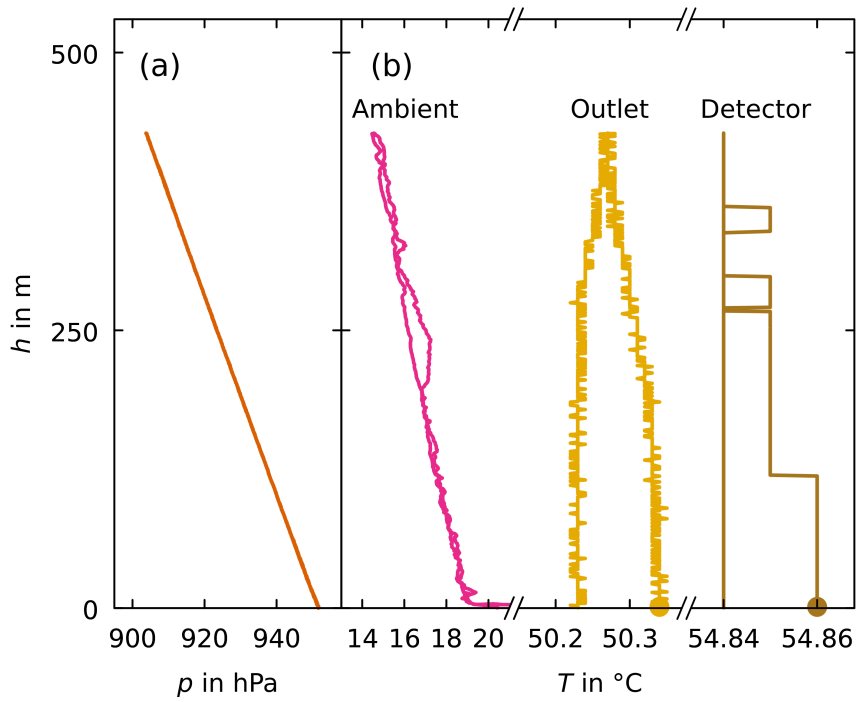 500
(a)
(b)
Ambient
Outlet
Detector
h in m
250
0
900 920 940 14 16 18 20 50.2 50.3 54.84 54.86
p in hPa
T in °C